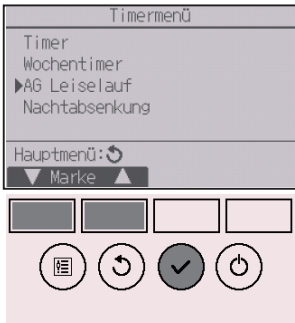 Timermenü
Timer
Wochentimer
▶AG Leiselauf
Nachtabsenkung
Hauptmenü:
▼ Marke ▲